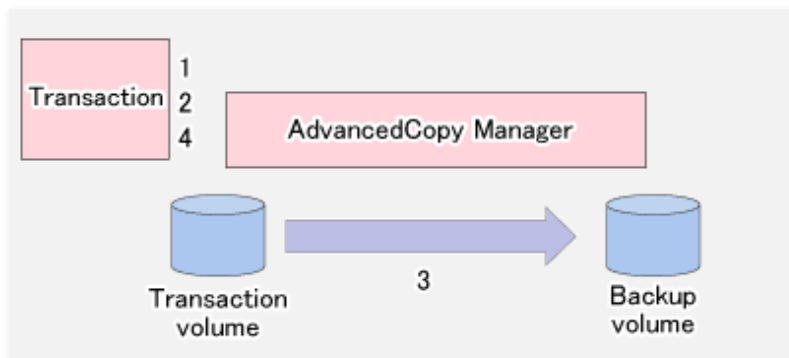 1
Transaction 2
4
AdvancedCopy Manager
3
Transaction
volume
Backup
volume